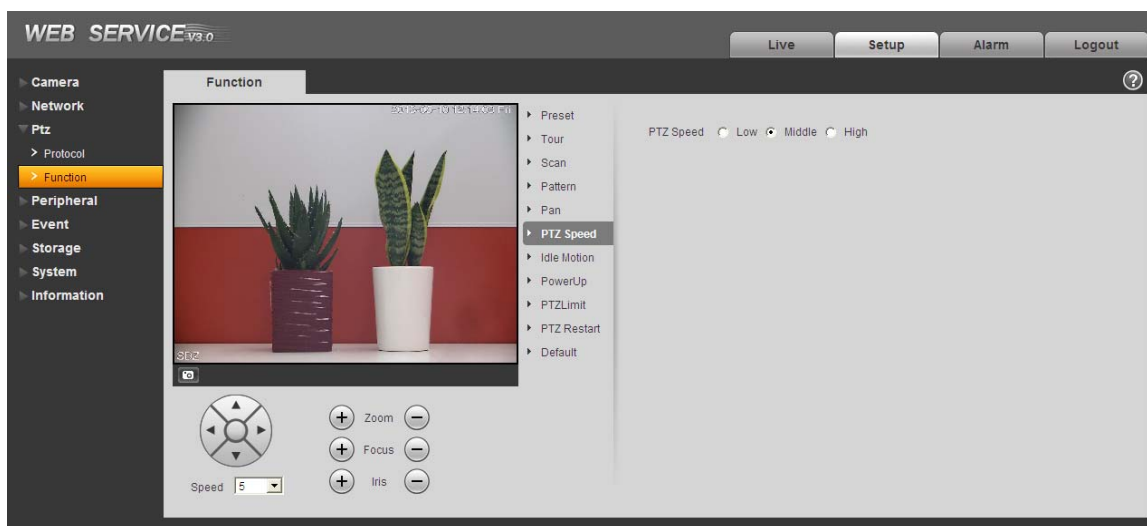 WEB SERVICE V3.0
Live
Setup
Alarm
Logout
Camera
Network
Ptz
> Protocol
> Function
Peripheral
Event
Storage
System
Information
Function
SD2
Preset
Tour
Scan
Pattern
Pan
PTZ Speed
Idle Motion
PowerUp
PTZLimit
PTZ Restart
Default
PTZ Speed Low Middle High
Zoom
Focus
Iris
Speed 5